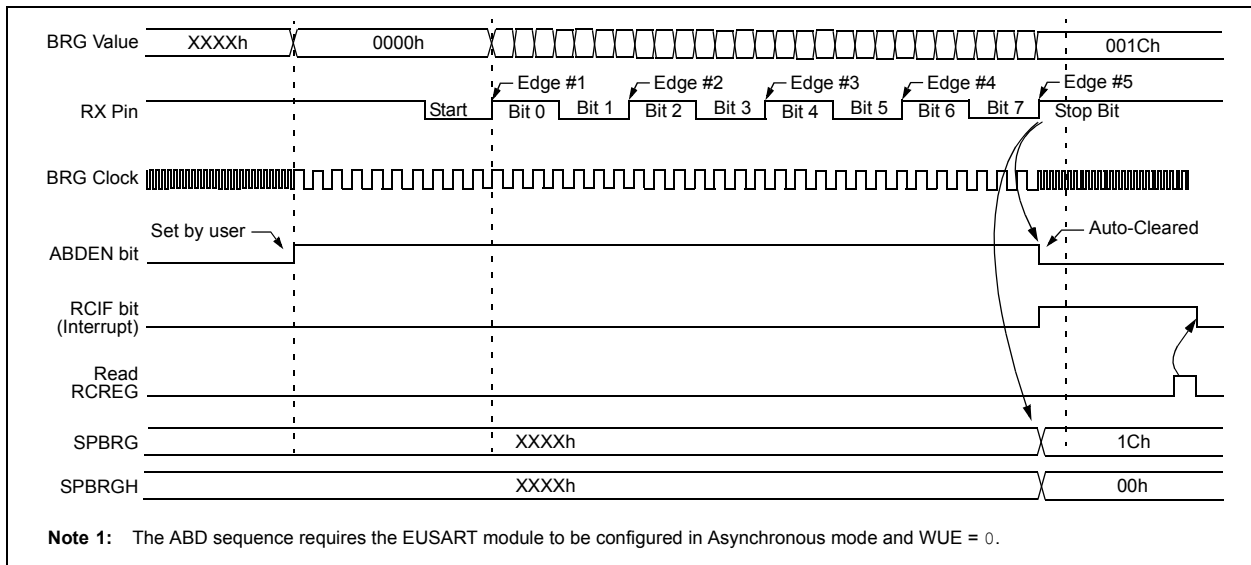 BRG Value XXXXh 0000h 001Ch
Edge #1 Edge #2 Edge #3 Edge #4 Edge #5
RX Pin Start Bit 0 Bit 1 Bit 2 Bit 3 Bit 4 Bit 5 Bit 6 Bit 7 Stop Bit
BRG Clock
Set by user Auto-Cleared
ABDEN bit
RCIF bit
(Interrupt)
Read
RCREG
SPBRG XXXXh 1Ch
SPBRGH XXXXh 00h
Note 1: The ABD sequence requires the EUSART module to be configured in Asynchronous mode and WUE = 0.